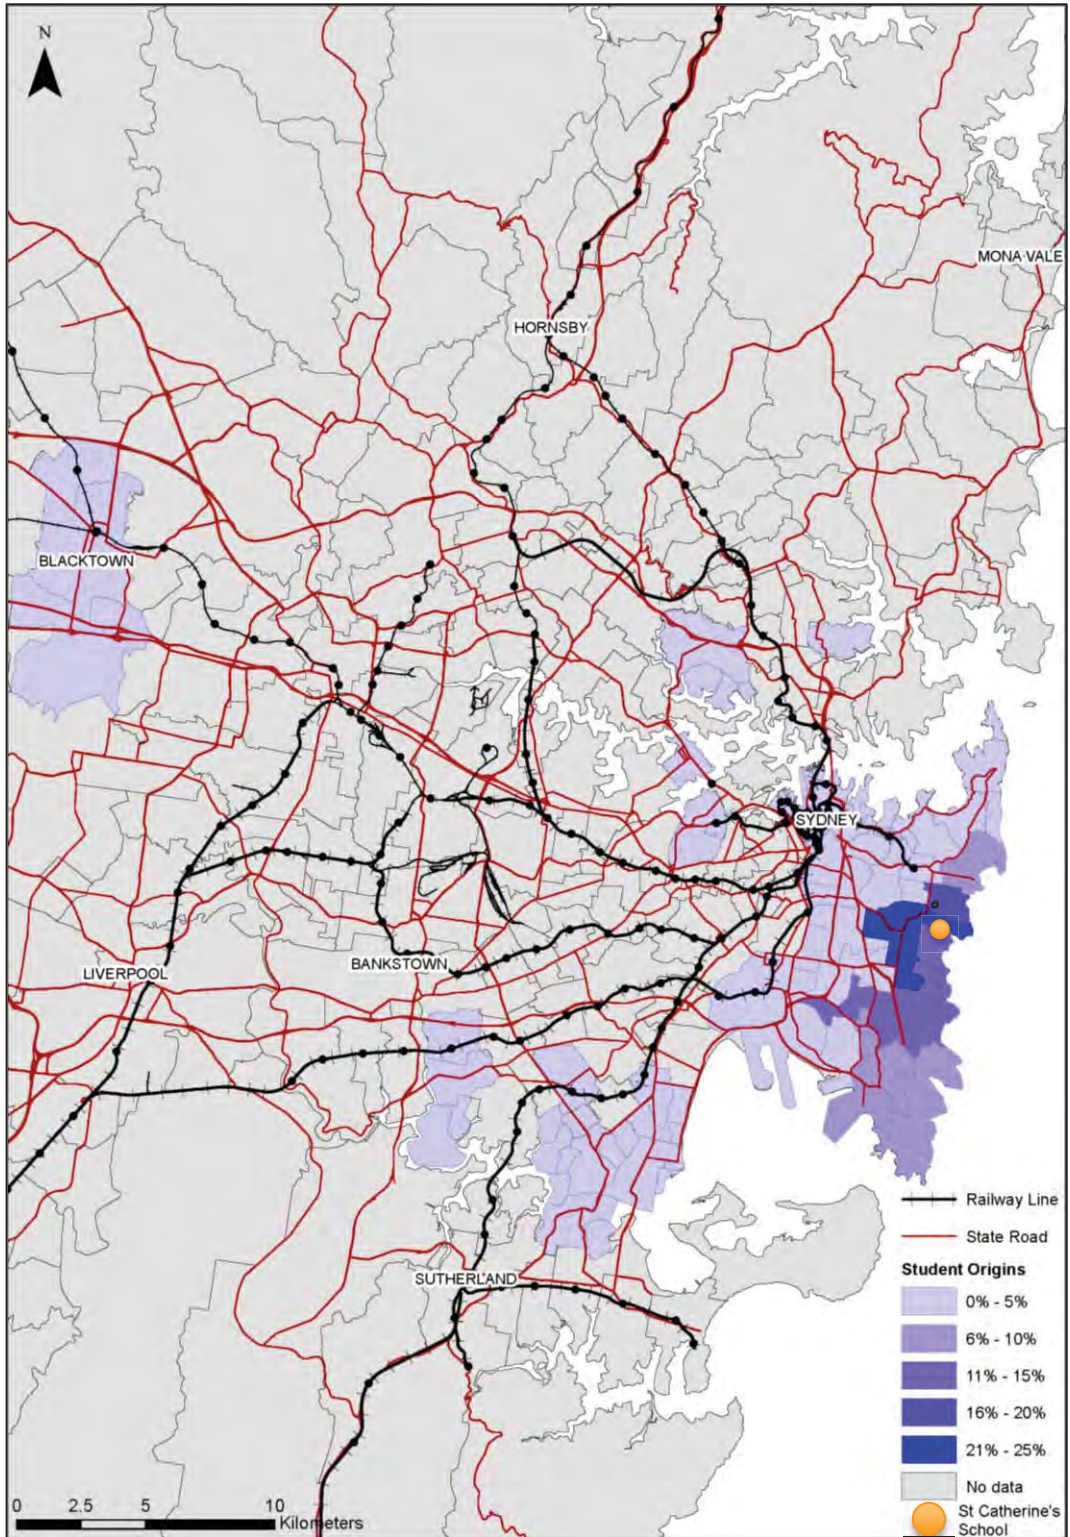 N
MONA VALE
HORNSBY
BLACKTOWN
SYDNEY
LIVERPOOL
BANKSTOWN
SUTHERLAND
Railway Line
State Road
Student Origins
0% - 5%
6% - 10%
11% - 15%
16% - 20%
21% - 25%
No data
St Catherine's
School
0 2.5 5 10
Kilometers